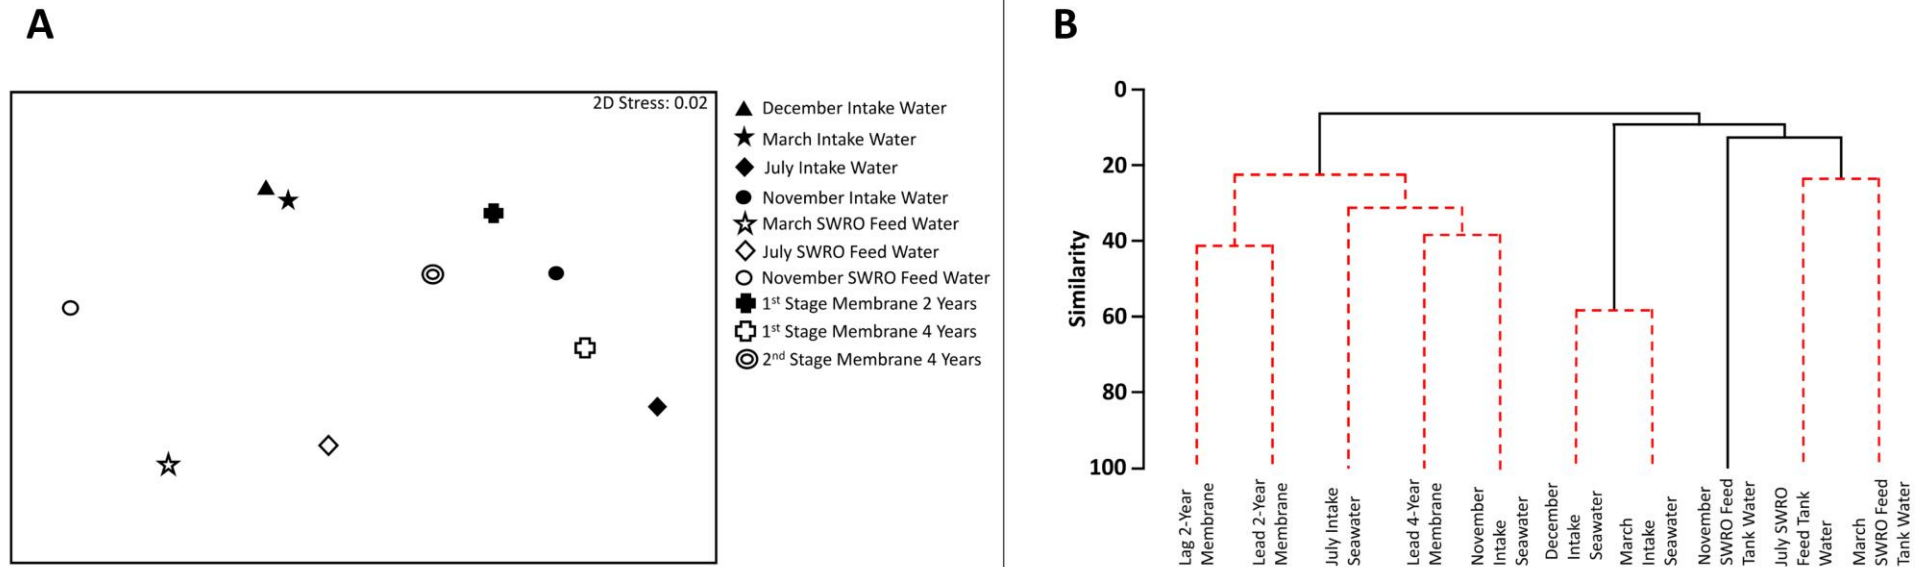 A
2D Stress: 0.02
December Intake Water
March Intake Water
July Intake Water
November Intake Water
March SWRO Feed Water
July SWRO Feed Water
November SWRO Feed Water
1st Stage Membrane 2 Years
1st Stage Membrane 4 Years
2nd Stage Membrane 4 Years
B
0
20
40
60
80
100
Similarity
Lag 2-Year
Membrane
Lead 2-Year
Membrane
July Intake
Seawater
Lead 4-Year
Membrane
November
Intake
Seawater
December
Intake
Seawater
March
Intake
Seawater
November
SWRO Feed
Tank Water
July SWRO
Feed Tank
Water
March
SWRO Feed
Tank Water